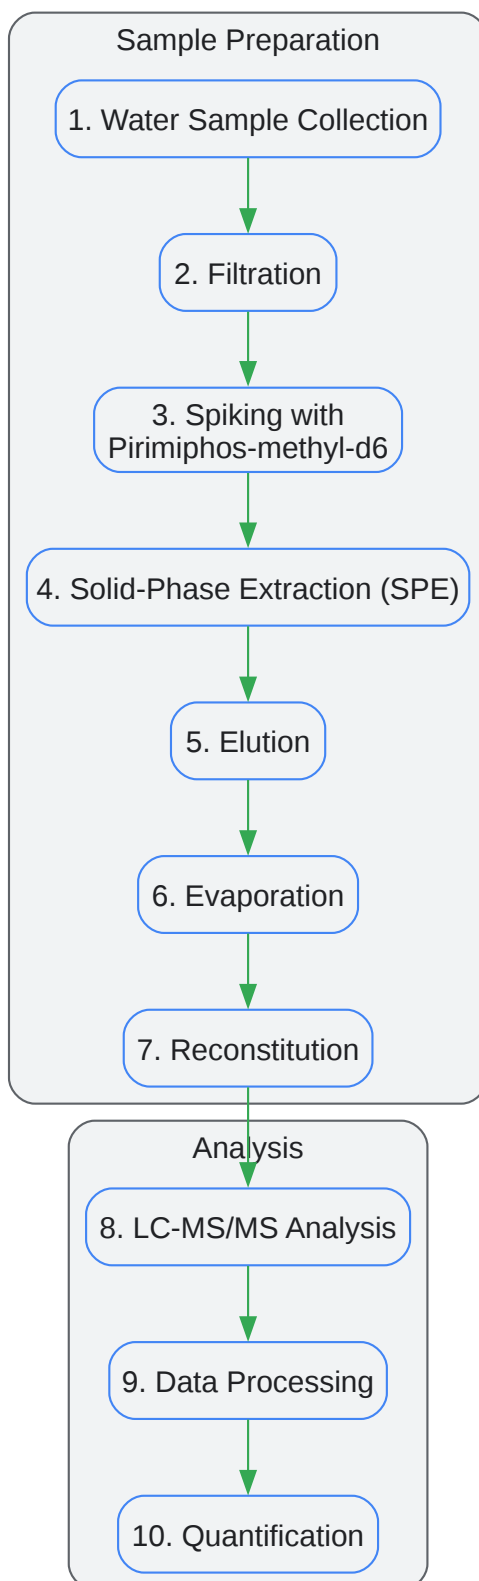 Sample Preparation
1. Water Sample Collection
2. Filtration
3. Spiking with
Pirimiphos-methyl-d6
4. Solid-Phase Extraction (SPE)
5. Elution
6. Evaporation
7. Reconstitution
Analysis
8. LC-MS/MS Analysis
9. Data Processing
10. Quantification